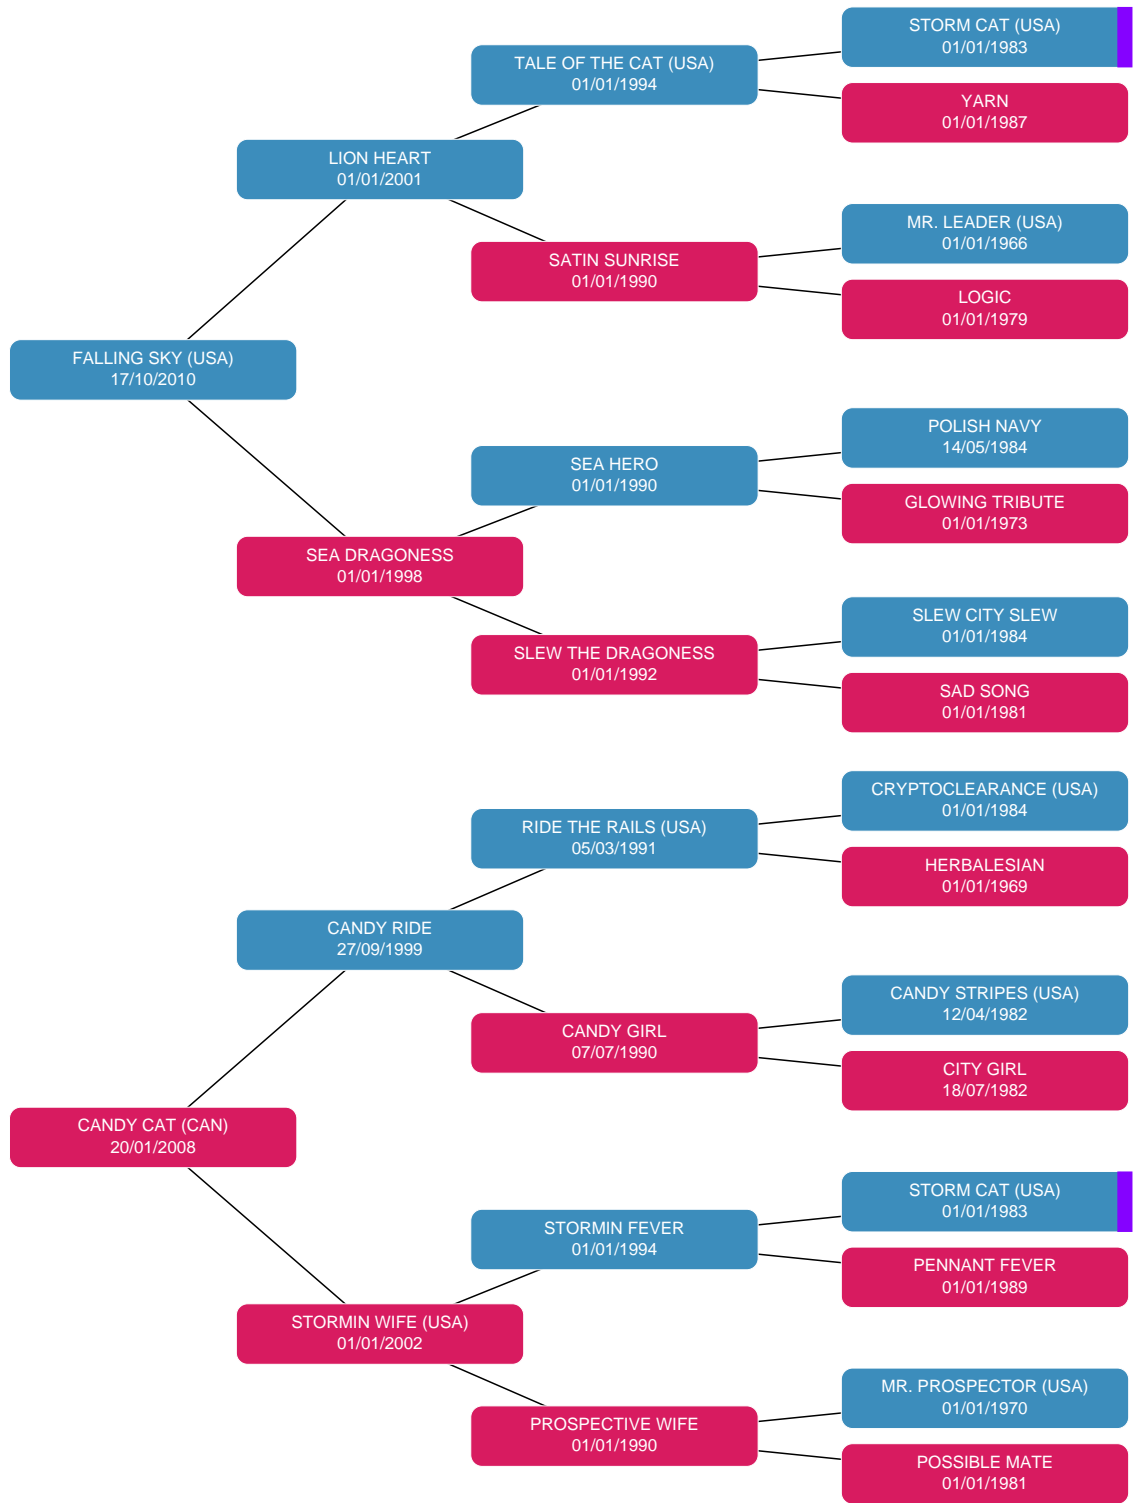 STORM CAT (USA)
01/01/1983
TALE OF THE CAT (USA)
01/01/1994
YARN
01/01/1987
LION HEART
01/01/2001
MR. LEADER (USA)
01/01/1966
SATIN SUNRISE
01/01/1990
LOGIC
01/01/1979
FALLING SKY (USA)
17/10/2010
POLISH NAVY
14/05/1984
SEA HERO
01/01/1990
GLOWING TRIBUTE
01/01/1973
SEA DRAGONESS
01/01/1998
SLEW CITY SLEW
01/01/1984
SLEW THE DRAGONESS
01/01/1992
SAD SONG
01/01/1981
CRYPTOCLEARANCE (USA)
01/01/1984
RIDE THE RAILS (USA)
05/03/1991
HERBALESIAN
01/01/1969
CANDY RIDE
27/09/1999
CANDY STRIPES (USA)
12/04/1982
CANDY GIRL
07/07/1990
CITY GIRL
18/07/1982
CANDY CAT (CAN)
20/01/2008
STORM CAT (USA)
01/01/1983
STORMIN FEVER
01/01/1994
PENNANT FEVER
01/01/1989
STORMIN WIFE (USA)
01/01/2002
MR. PROSPECTOR (USA)
01/01/1970
PROSPECTIVE WIFE
01/01/1990
POSSIBLE MATE
01/01/1981